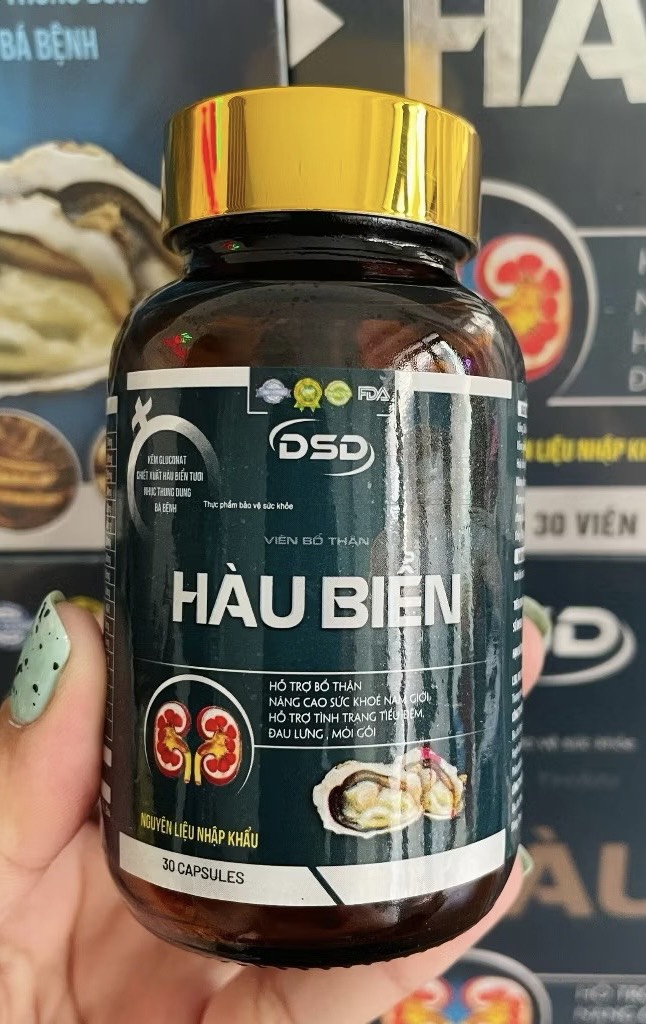 BÁ BỆNH
HÀ
FDA
DSD
KẼM GLUCONAT
CHIẾT XUẤT HÀU BIỂN TƯƠI
NHỤC THUNG DUNG
BÁ BỆNH
Thực phẩm bảo vệ sức khỏe
VIÊN BỔ THẬN
HÀU BIỂN
HỖ TRỢ BỔ THẬN
NÂNG CAO SỨC KHOẺ NAM GIỚI,
HỖ TRỢ TÌNH TRẠNG TIỂU ĐÊM,
ĐAU LƯNG , MỎI GỐI
NGUYÊN LIỆU NHẬP KHẨU
30 CAPSULES
LIỆU NHẬP
30 VIÊN
SD
ÀU